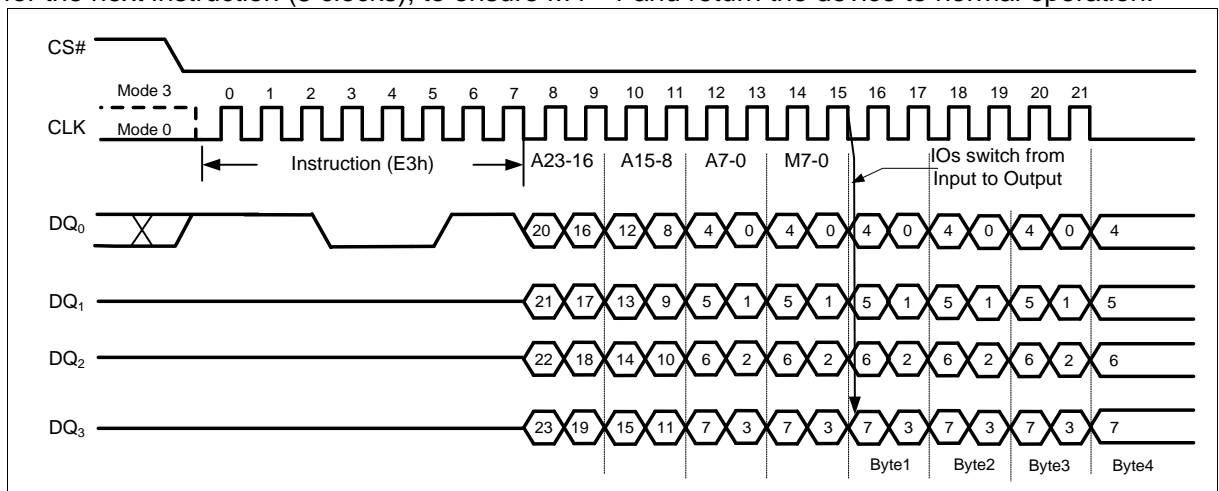 for the next instruction (8 clocks), to ensure M4 = 1 and return the device to normal operation.
CS#
Mode 3 0 1 2 3 4 5 6 7 8 9 10 11 12 13 14 15 16 17 18 19 20 21
CLK Mode 0
Instruction (E3h) A23-16 A15-8 A7-0 M7-0 IOs switch from
Input to Output
DQ0 20 16 12 8 4 0 4 0 4 0 4 0 4 0 4
DQ1 21 17 13 9 5 1 5 1 5 1 5 1 5 1 5
DQ2 22 18 14 10 6 2 6 2 6 2 6 2 6 2 6
DQ3 23 19 15 11 7 3 7 3 7 3 7 3 7 3 7
Byte1 Byte2 Byte3 Byte4